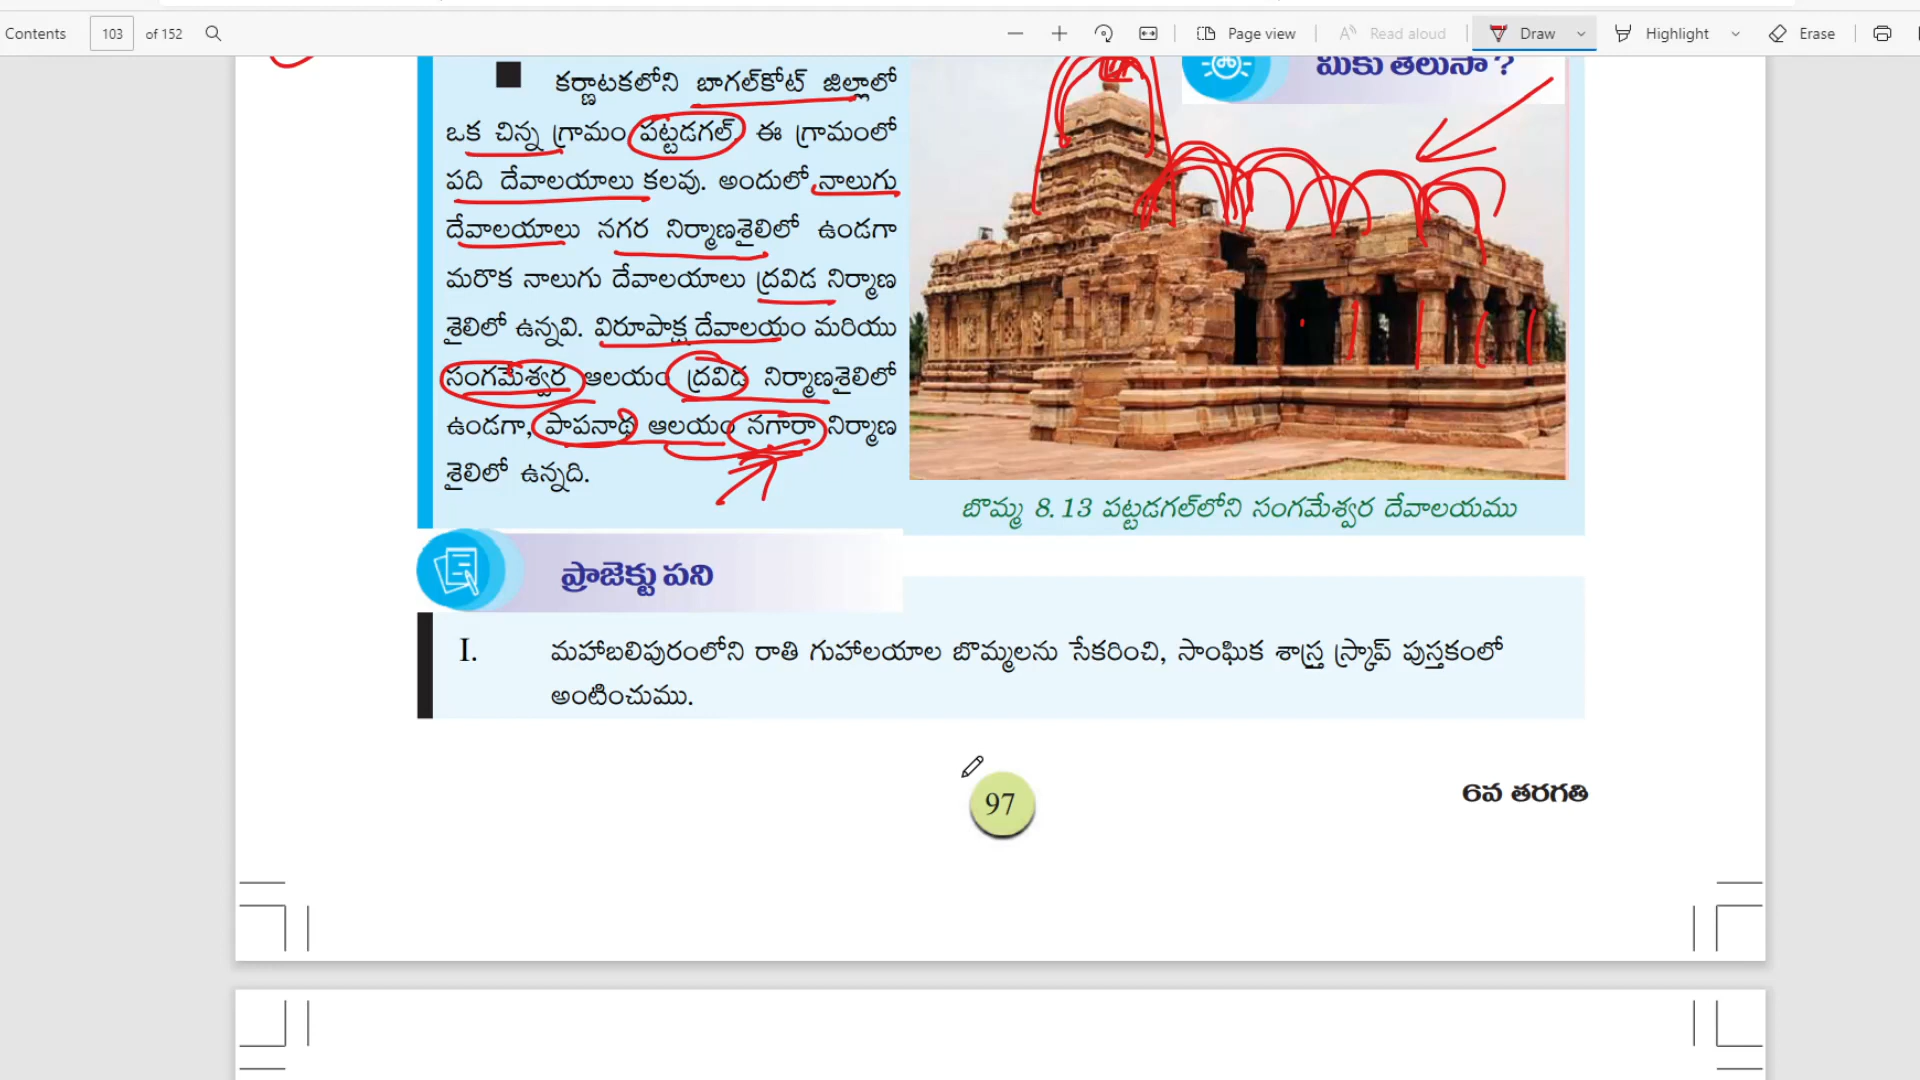 Contents 103 of 152 Page view Read aloud Draw Highlight Erase
మీకు తెలుసా ?
■ కర్ణాటకలోని బాగల్‌కోట్ జిల్లాలో
ఒక చిన్న గ్రామం పట్టడగల్. ఈ గ్రామంలో
పది దేవాలయాలు కలవు. అందులో నాలుగు
దేవాలయాలు నగర నిర్మాణశైలిలో ఉండగా
మరొక నాలుగు దేవాలయాలు ద్రవిడ నిర్మాణ
శైలిలో ఉన్నవి. విరూపాక్ష దేవాలయం మరియు
సంగమేశ్వర ఆలయం ద్రవిడ నిర్మాణశైలిలో
ఉండగా, పాపనాథ ఆలయం నగారా నిర్మాణ
శైలిలో ఉన్నది.
బొమ్మ 8.13 పట్టడగల్‌లోని సంగమేశ్వర దేవాలయము
ప్రాజెక్టు పని
I. మహాబలిపురంలోని రాతి గుహాలయాల బొమ్మలను సేకరించి, సాంఘిక శాస్త్ర స్క్రాప్ పుస్తకంలో
అంటించుము.
97
6వ తరగతి